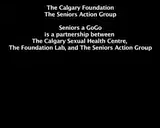 The Calgary Foundation
The Seniors Action Group
Seniors a GoGo
is a partnership between
The Calgary Sexual Health Centre,
The Foundation Lab, and The Seniors Action Group